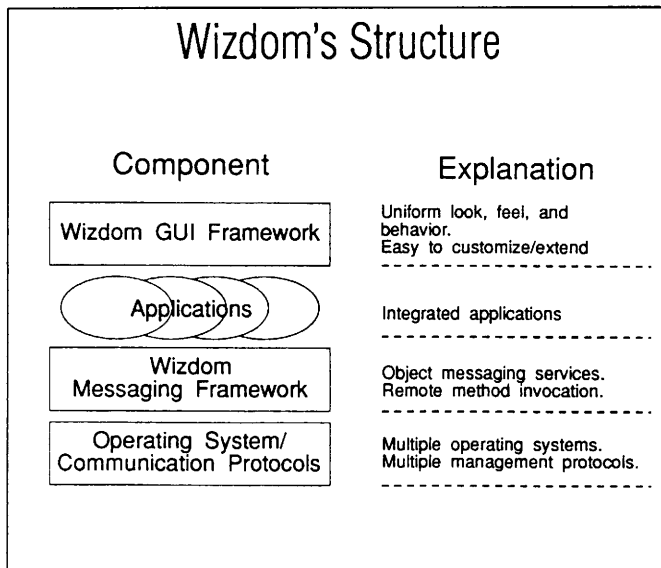 Wizdom's Structure
Component
Explanation
Wizdom GUI Framework
Uniform look, feel, and
behavior.
Easy to customize/extend
Applications
Integrated applications
Wizdom
Messaging Framework
Object messaging services.
Remote method invocation.
Operating System/
Communication Protocols
Multiple operating systems.
Multiple management protocols.